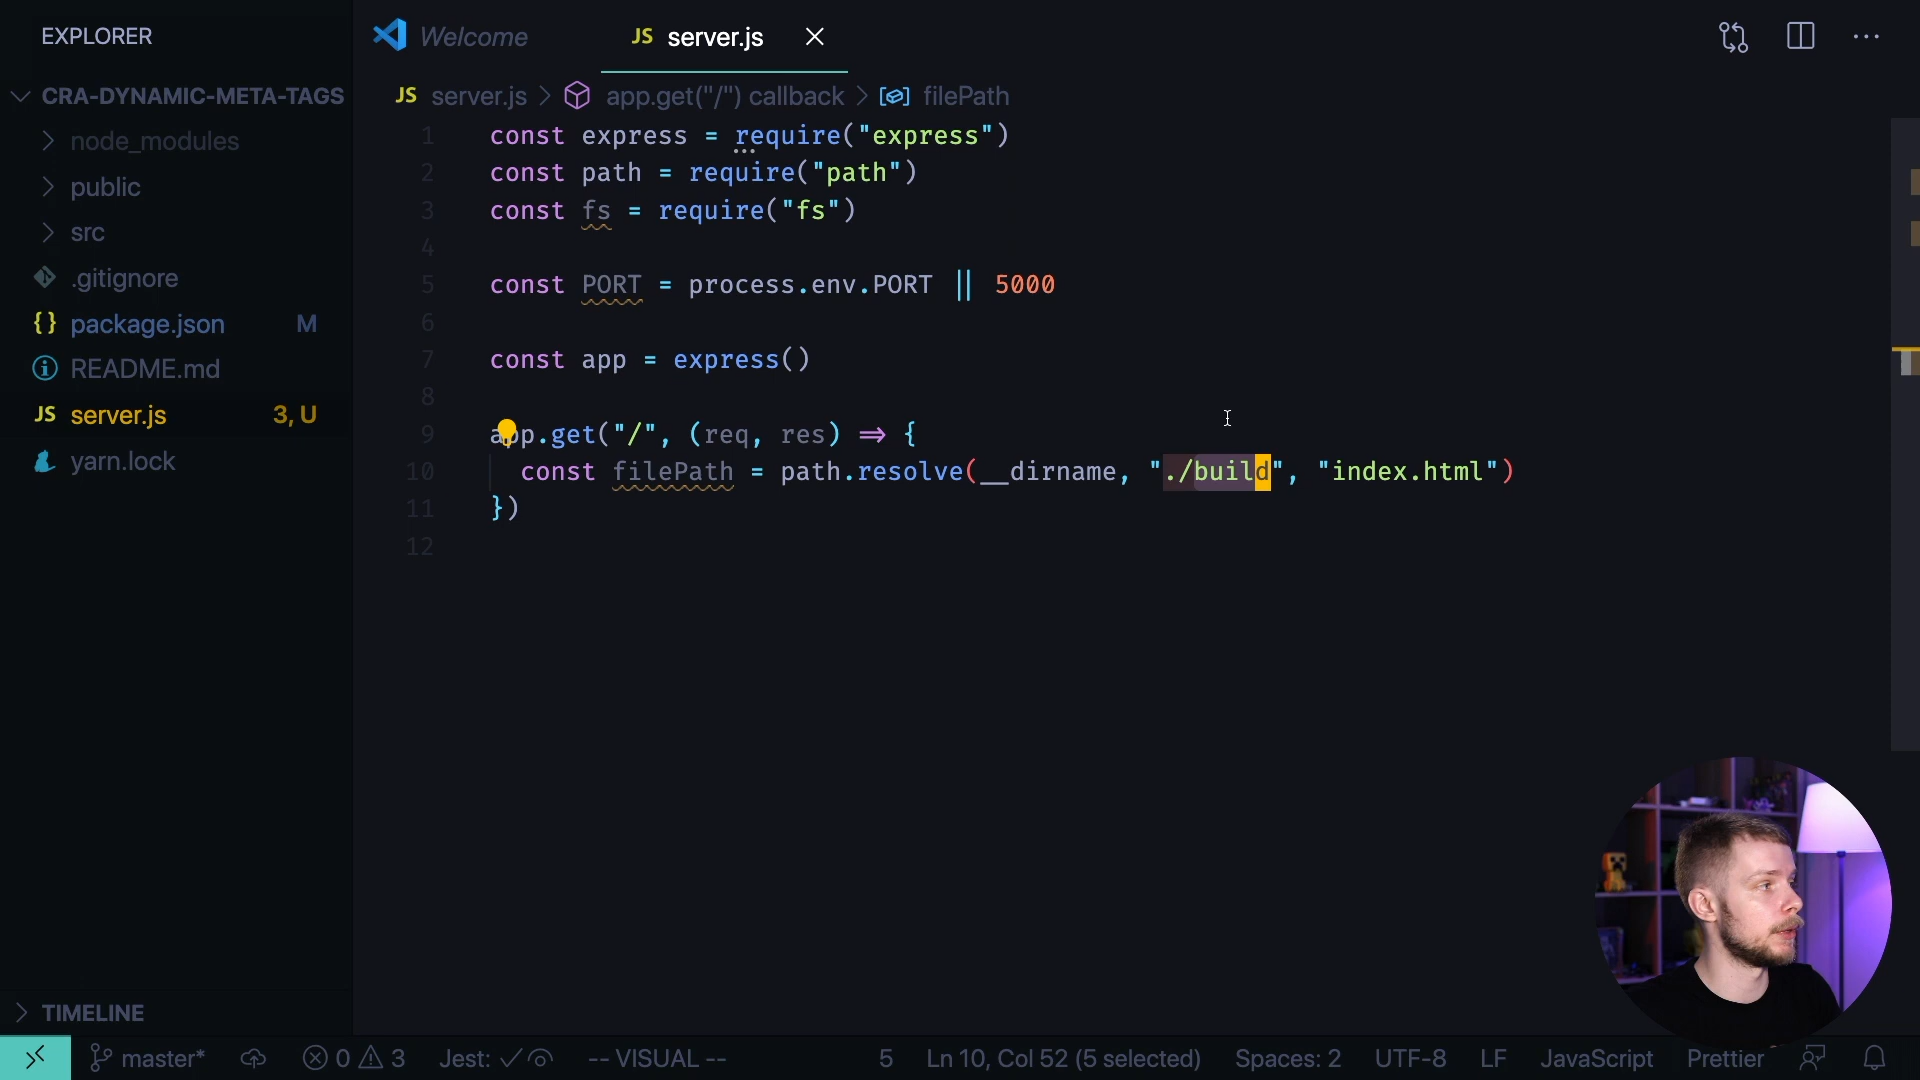 EXPLORER
Welcome
JS server.js
CRA-DYNAMIC-META-TAGS
node_modules
public
src
.gitignore
{} package.json M
README.md
JS server.js 3, U
yarn.lock
TIMELINE
JS server.js > app.get("/") callback > filePath
1 const express = require("express")
2 const path = require("path")
3 const fs = require("fs")
4
5 const PORT = process.env.PORT || 5000
6
7 const app = express()
8
9 app.get("/", (req, res) => {
10 const filePath = path.resolve(__dirname, "./build", "index.html")
11 })
12
master* 0 3 Jest: -- VISUAL -- 5 Ln 10, Col 52 (5 selected) Spaces: 2 UTF-8 LF JavaScript Prettier